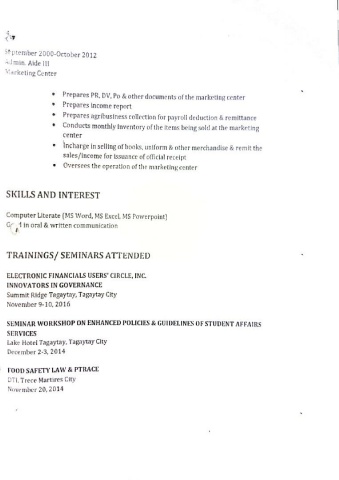 September 2000-October 2012
Admin. Aide III
Marketing Center
• Prepares PR, DV, Po & other documents of the marketing center
• Prepares income report
• Prepares agribusiness collection for payroll deduction & remittance
• Conducts monthly inventory of the items being sold at the marketing
center
• Incharge in selling of books, uniform & other merchandise & remit the
sales/income for issuance of official receipt
• Oversees the operation of the marketing center
SKILLS AND INTEREST
Computer Literate (MS Word, MS Excel, MS Powerpoint)
in oral & written communication
TRAININGS/ SEMINARS ATTENDED
ELECTRONIC FINANCIALS USERS' CIRCLE, INC.
INNOVATORS IN GOVERNANCE
Summit Ridge Tagaytay, Tagaytay City
November 9-10, 2016
SEMINAR WORKSHOP ON ENHANCED POLICIES & GUIDELINES OF STUDENT AFFAIRS
SERVICES
Lake Hotel Tagaytay, Tagaytay City
December 2-3, 2014
FOOD SAFETY LAW & PTRACE
DTI, Trece Martires City
November 20, 2014